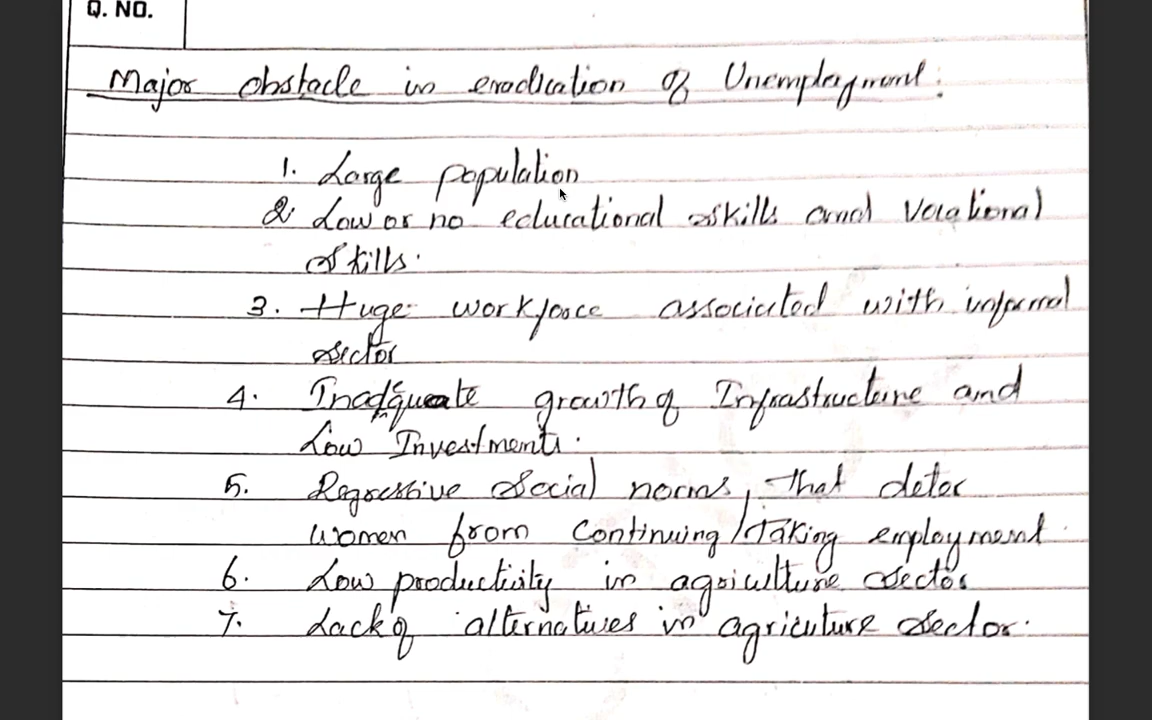 Q. NO.
Major obstacle in eradication of Unemployment:
1. Large population
2. Low or no educational skills and Vocational
skills.
3. Huge workforce associated with informal
sector
4. Inadequate growth of Infrastructure and
Low Investments.
5. Regressive Social norms, that deter
women from continuing/taking employment.
6. Low productivity in agriculture sector
7. Lack of alternatives in agricuture sector.